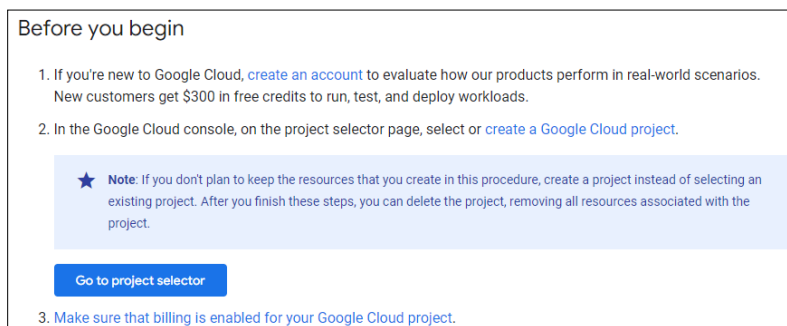 Before you begin
1. If you're new to Google Cloud, create an account to evaluate how our products perform in real-world scenarios.
New customers get $300 in free credits to run, test, and deploy workloads.
2. In the Google Cloud console, on the project selector page, select or create a Google Cloud project.
Note: If you don't plan to keep the resources that you create in this procedure, create a project instead of selecting an
existing project. After you finish these steps, you can delete the project, removing all resources associated with the
project.
Go to project selector
3. Make sure that billing is enabled for your Google Cloud project.